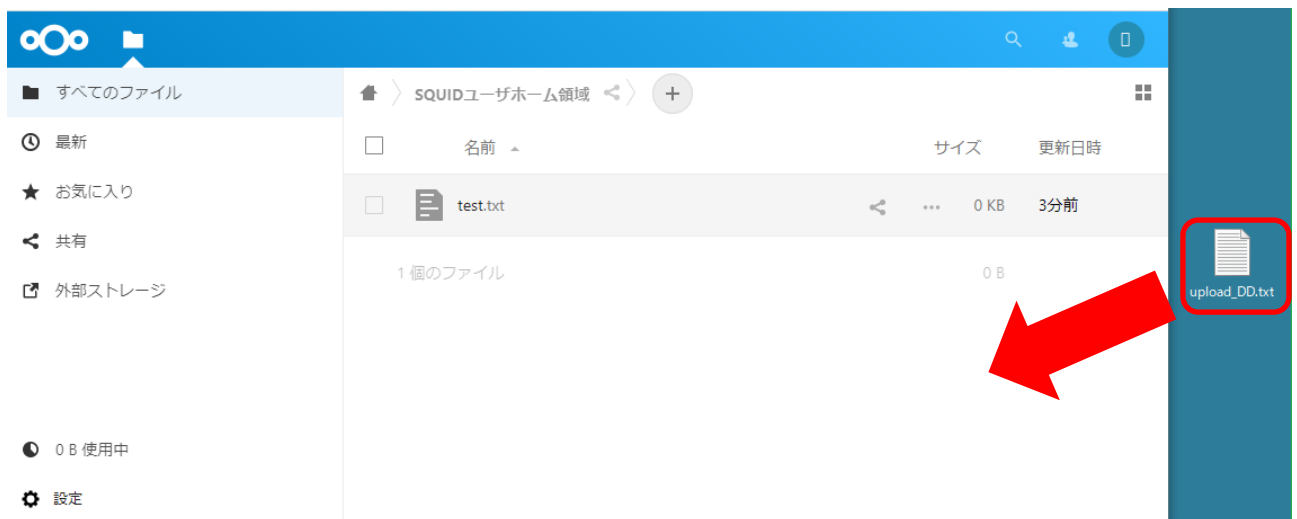 すべてのファイル
最新
お気に入り
共有
外部ストレージ
0 B 使用中
設定
SQUIDユーザホーム領域
名前 サイズ 更新日時
test.txt 0 KB 3分前
1 個のファイル 0 B
upload_DD.txt